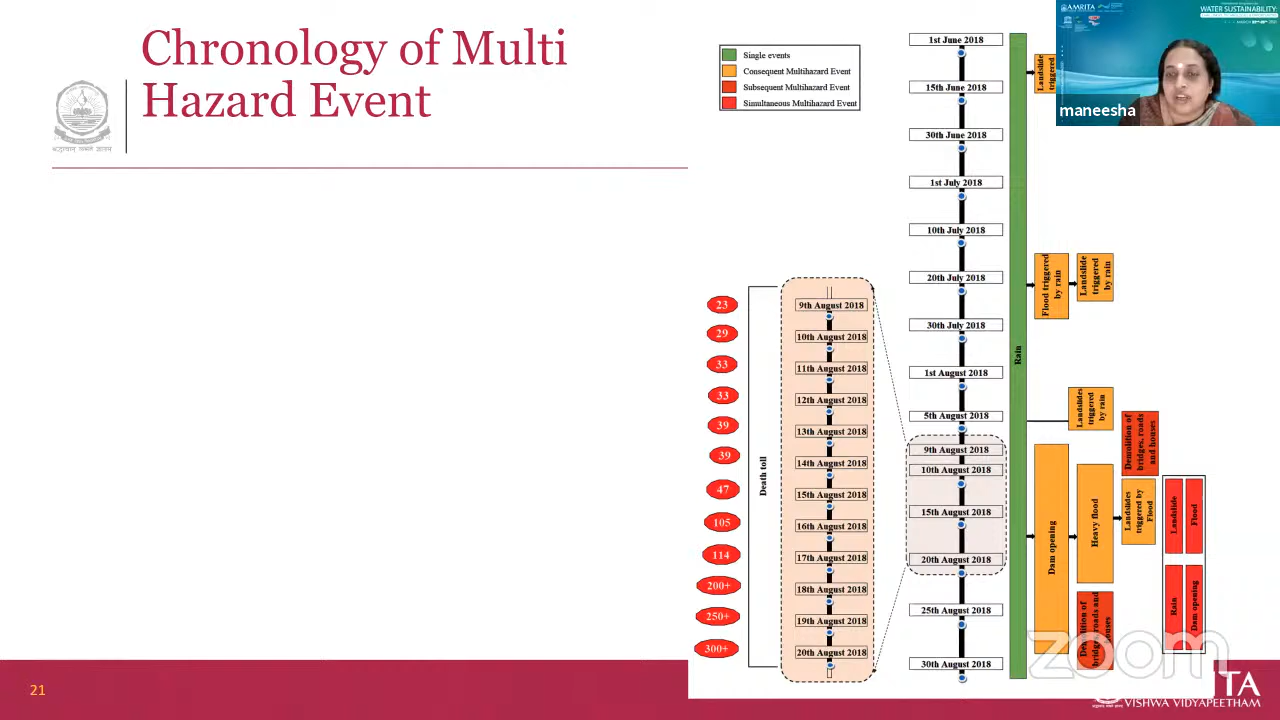 Chronology of Multi
Hazard Event
Single events
Consequent Multihazard Event
Subsequent Multihazard Event
Simultaneous Multihazard Event
1st June 2018
15th June 2018
30th June 2018
1st July 2018
10th July 2018
20th July 2018
30th July 2018
1st August 2018
5th August 2018
9th August 2018
10th August 2018
15th August 2018
20th August 2018
25th August 2018
30th August 2018
Death toll
23
29
33
33
39
39
47
105
114
200+
250+
300+
9th August 2018
10th August 2018
11th August 2018
12th August 2018
13th August 2018
14th August 2018
15th August 2018
16th August 2018
17th August 2018
18th August 2018
19th August 2018
20th August 2018
Rain
Landslide
triggered
Flood triggered
by rain
Landslide
triggered
by rain
Landslides
triggered
by rain
Dam opening
Heavy flood
Demolition of
bridges, roads
and houses
Landslides
triggered by
Flood
Demolition of
bridges, roads and
Landslide
Flood
Rain
Dam opening
AMRITA
WATER SUSTAINABILITY
maneesha
zoom
21
VISHWA VIDYAPEETHAM